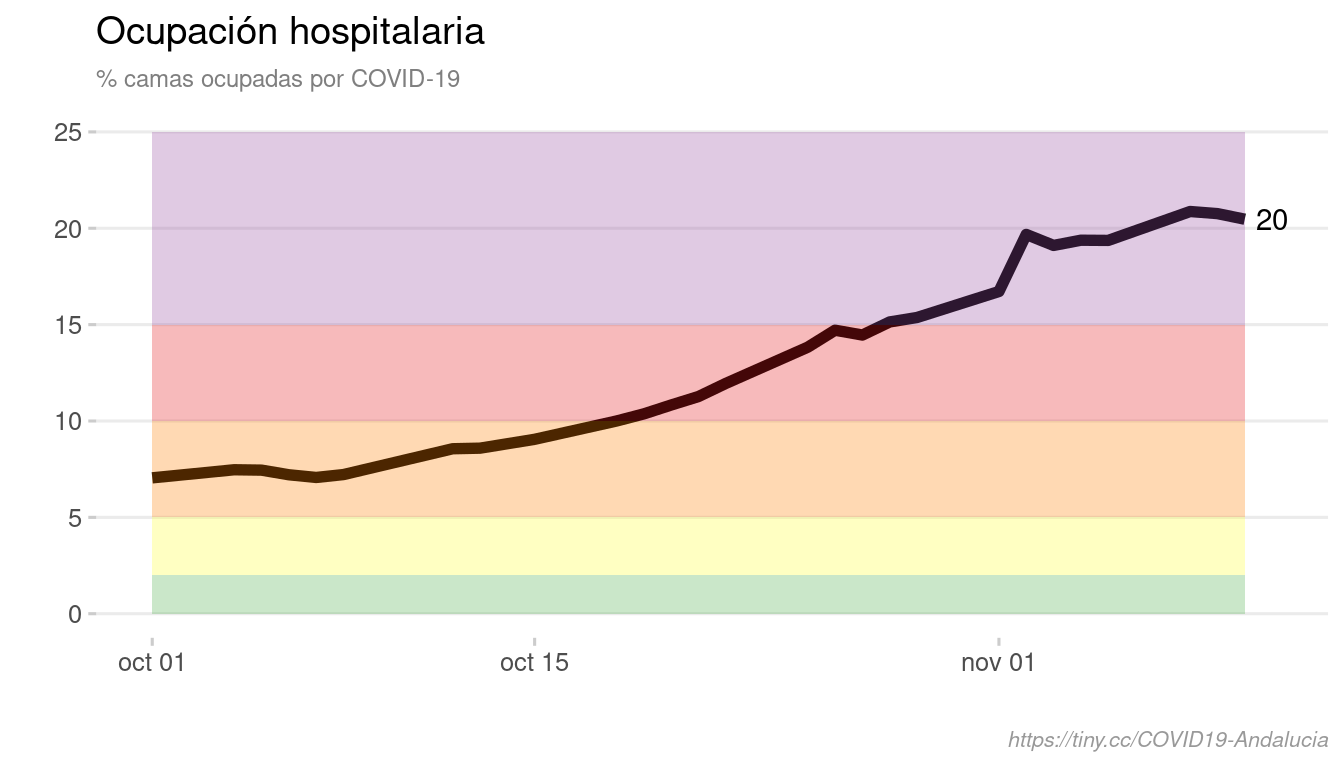 Ocupación hospitalaria
% camas ocupadas por COVID-19
25
20
20
15
10
5
0
oct 01
oct 15
nov 01
https://tiny.cc/COVID19-Andalucia